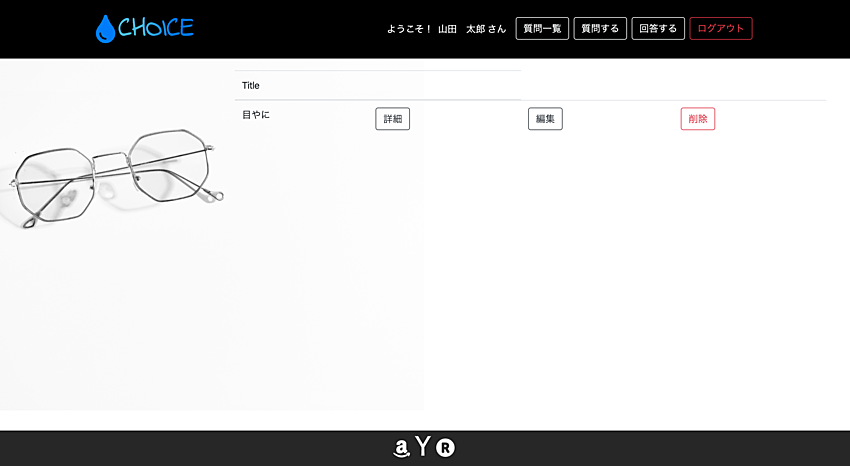 CHOICE
ようこそ！ 山田　太郎 さん
質問一覧
質問する
回答する
ログアウト
Title
目やに
詳細
編集
削除
a Y R